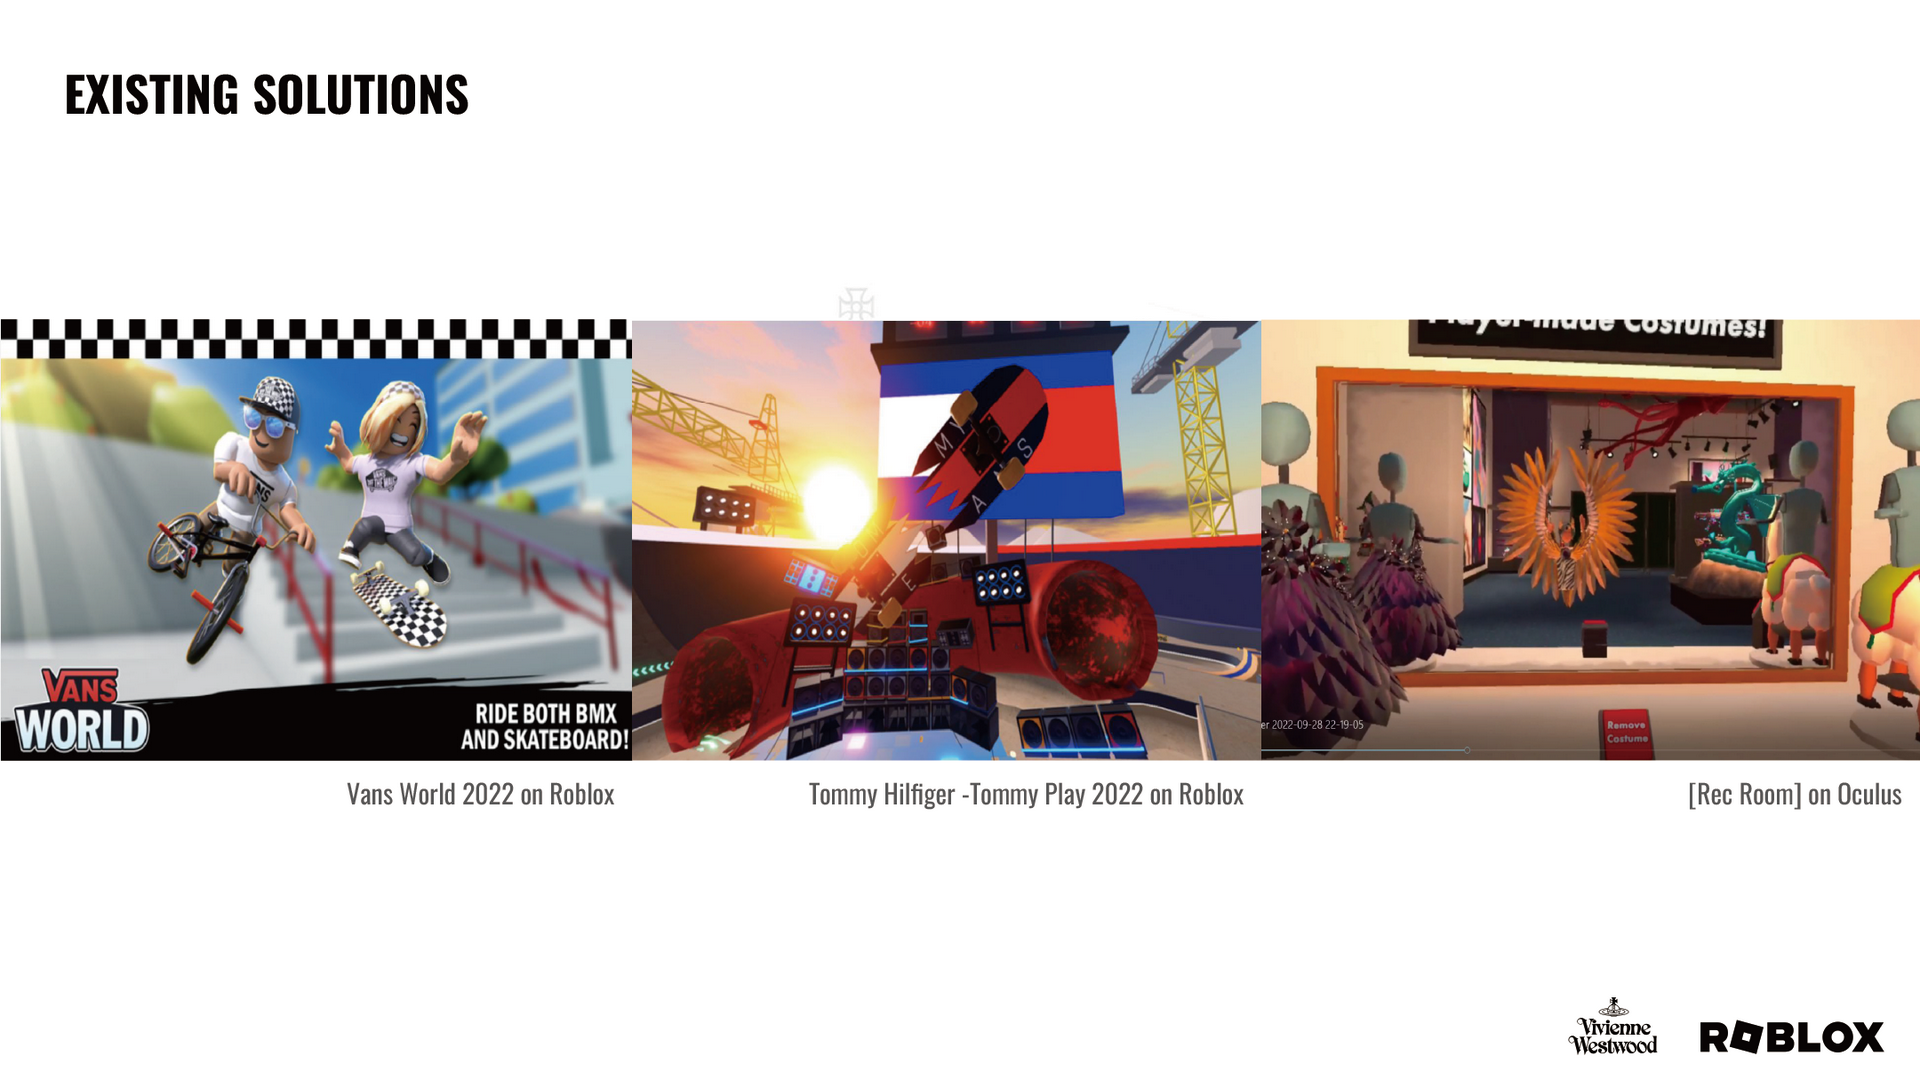 EXISTING SOLUTIONS
Player-made Costumes!
VANS
WORLD
RIDE BOTH BMX
AND SKATEBOARD!
er 2022-09-28 22-19-05
Remove
Costume
Vans World 2022 on Roblox
Tommy Hilfiger -Tommy Play 2022 on Roblox
[Rec Room] on Oculus
Vivienne
Westwood
ROBLOX